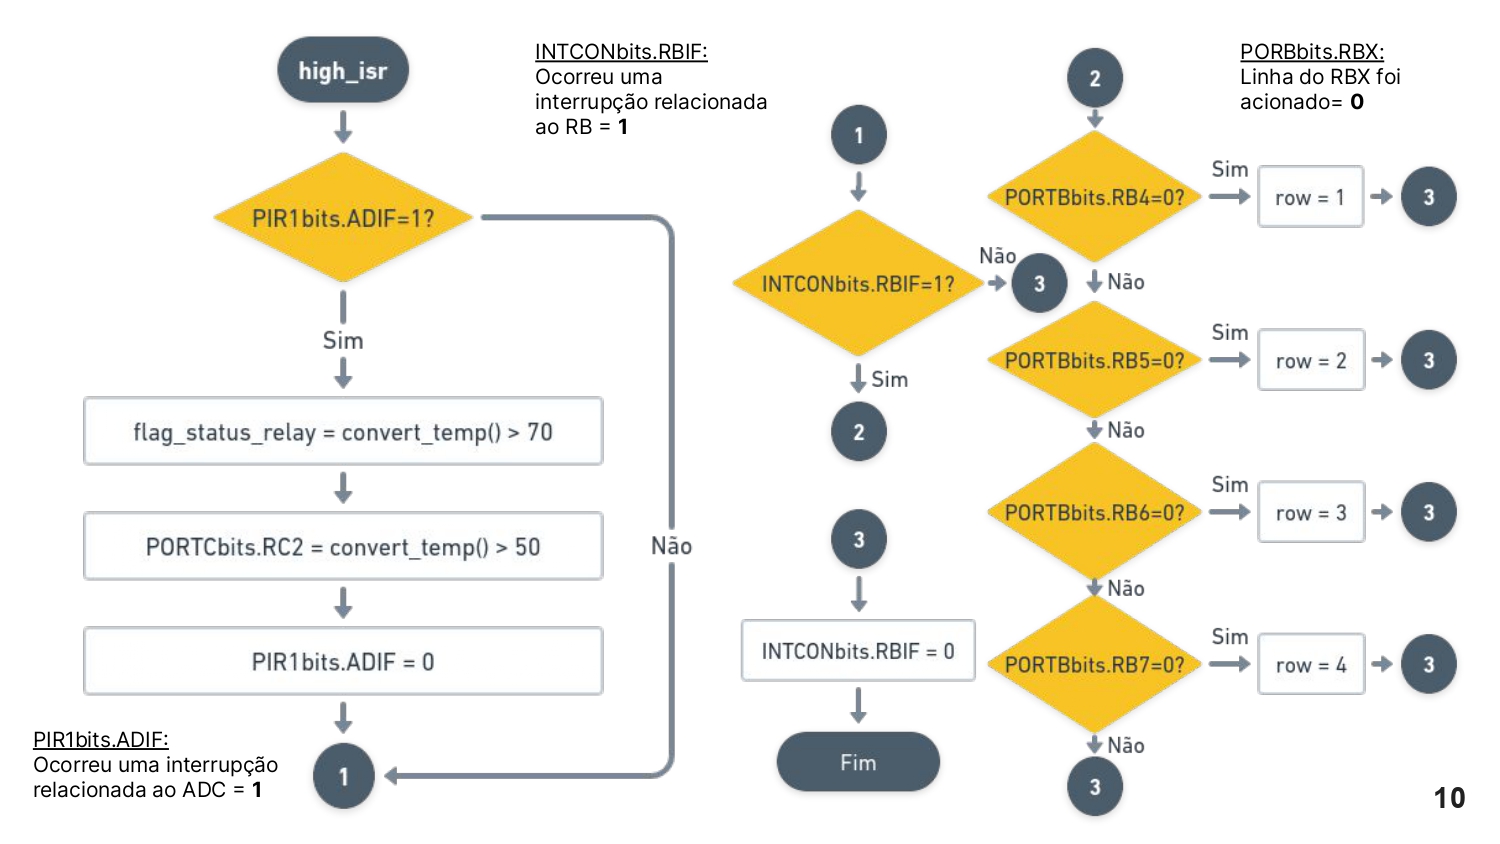 high_isr
PIR1bits.ADIF=1?
Sim
Não
flag_status_relay = convert_temp() > 70
PORTCbits.RC2 = convert_temp() > 50
PIR1bits.ADIF = 0
1
PIR1bits.ADIF:
Ocorreu uma interrupção
relacionada ao ADC = 1
INTCONbits.RBIF:
Ocorreu uma
interrupção relacionada
ao RB = 1
1
INTCONbits.RBIF=1?
Não
3
Sim
2
3
INTCONbits.RBIF = 0
Fim
2
PORTBbits.RB4=0?
Sim
row = 1
3
Não
PORTBbits.RB5=0?
Sim
row = 2
3
Não
PORTBbits.RB6=0?
Sim
row = 3
3
Não
PORTBbits.RB7=0?
Sim
row = 4
3
Não
3
PORBbits.RBX:
Linha do RBX foi
acionado= 0
10